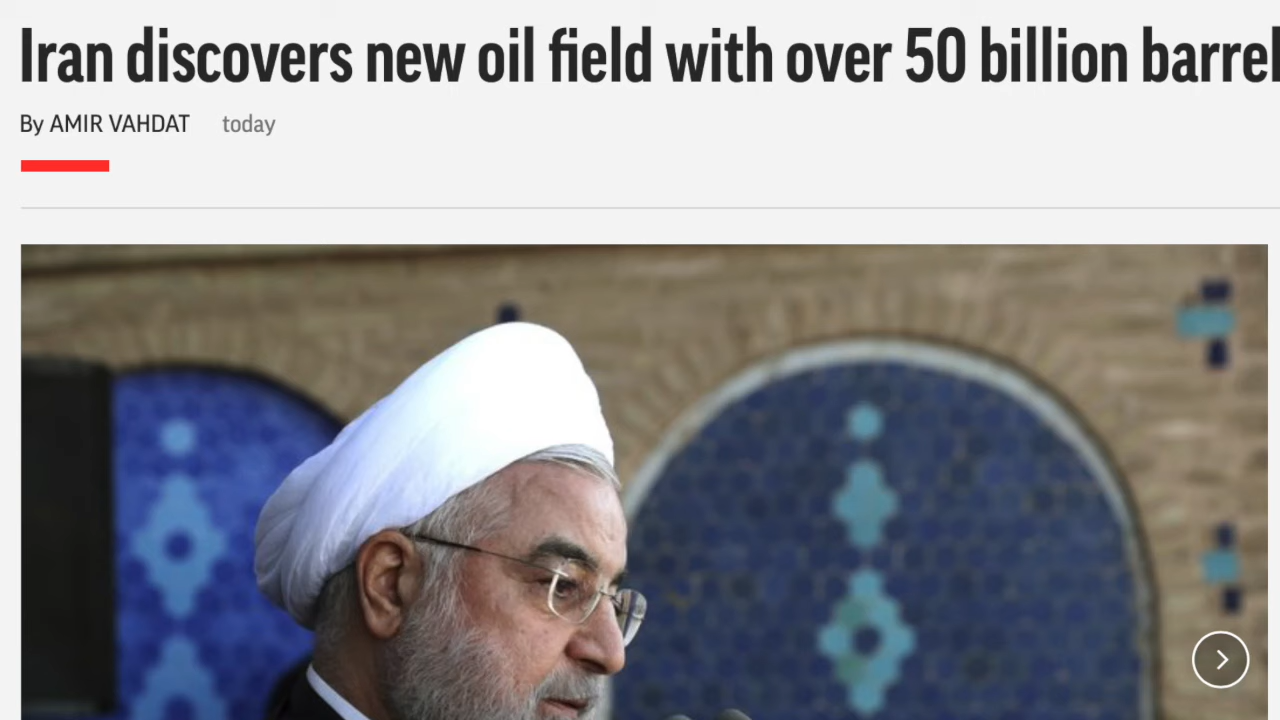 Iran discovers new oil field with over 50 billion barrel
By AMIR VAHDAT today